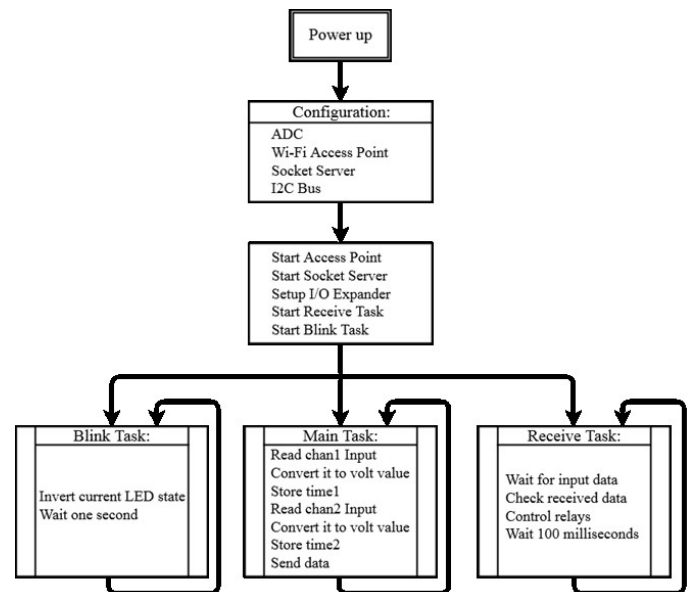 Power up
Configuration:
ADC
Wi-Fi Access Point
Socket Server
I2C Bus
Start Access Point
Start Socket Server
Setup I/O Expander
Start Receive Task
Start Blink Task
Blink Task:
Invert current LED state
Wait one second
Main Task:
Read chan1 Input
Convert it to volt value
Store time1
Read chan2 Input
Convert it to volt value
Store time2
Send data
Receive Task:
Wait for input data
Check received data
Control relays
Wait 100 milliseconds